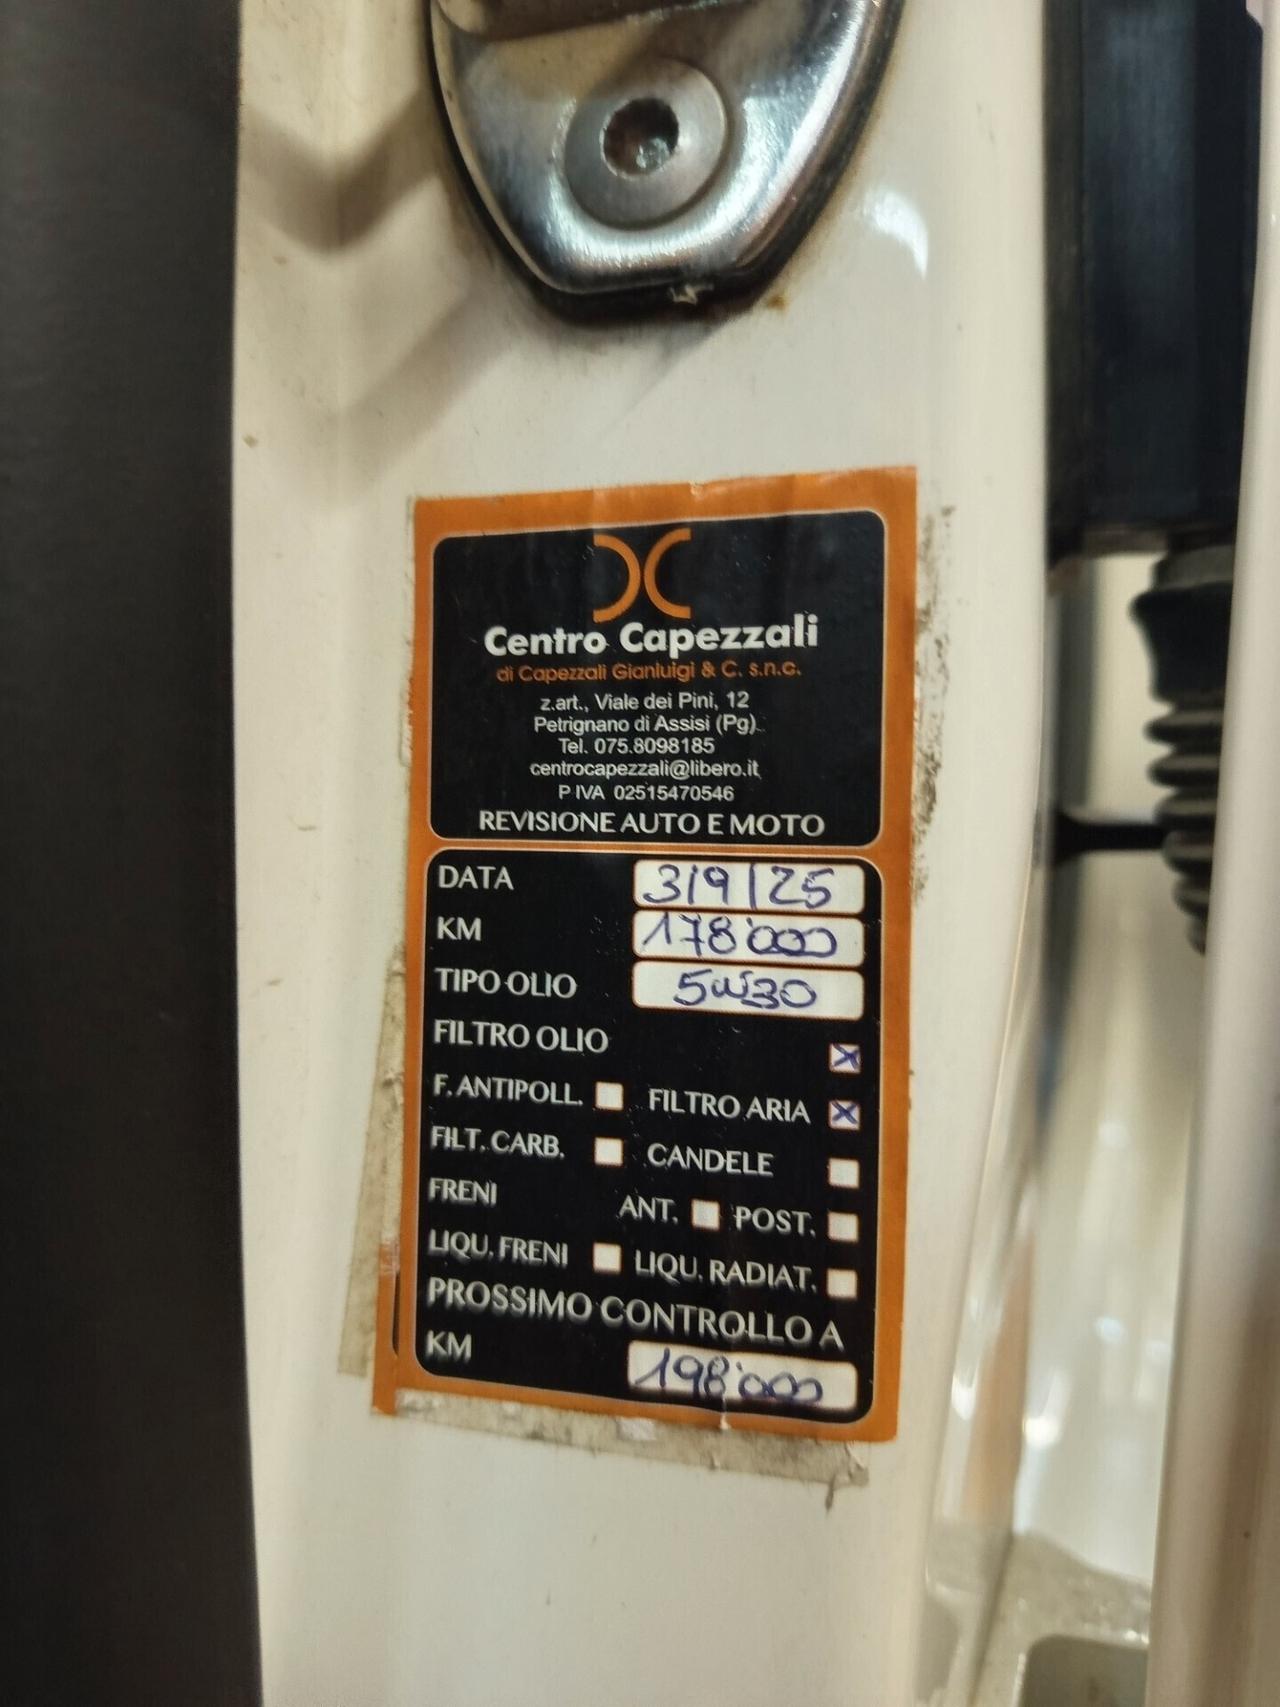 Centro Capezzali
di Capezzali Gianluigi & C. s.n.c.
z.art., Viale dei Pini, 12
Petrignano di Assisi (Pg)
Tel. 075.8098185
centrocapezzali@libero.it
P IVA 02515470546
REVISIONE AUTO E MOTO
DATA 3/9/25
KM 178'000
TIPO OLIO 5W30
FILTRO OLIO X
F. ANTIPOLL. FILTRO ARIA X
FILT. CARB. CANDELE
FRENI ANT. POST.
LIQU. FRENI LIQU. RADIAT.
PROSSIMO CONTROLLO A
KM 198'000